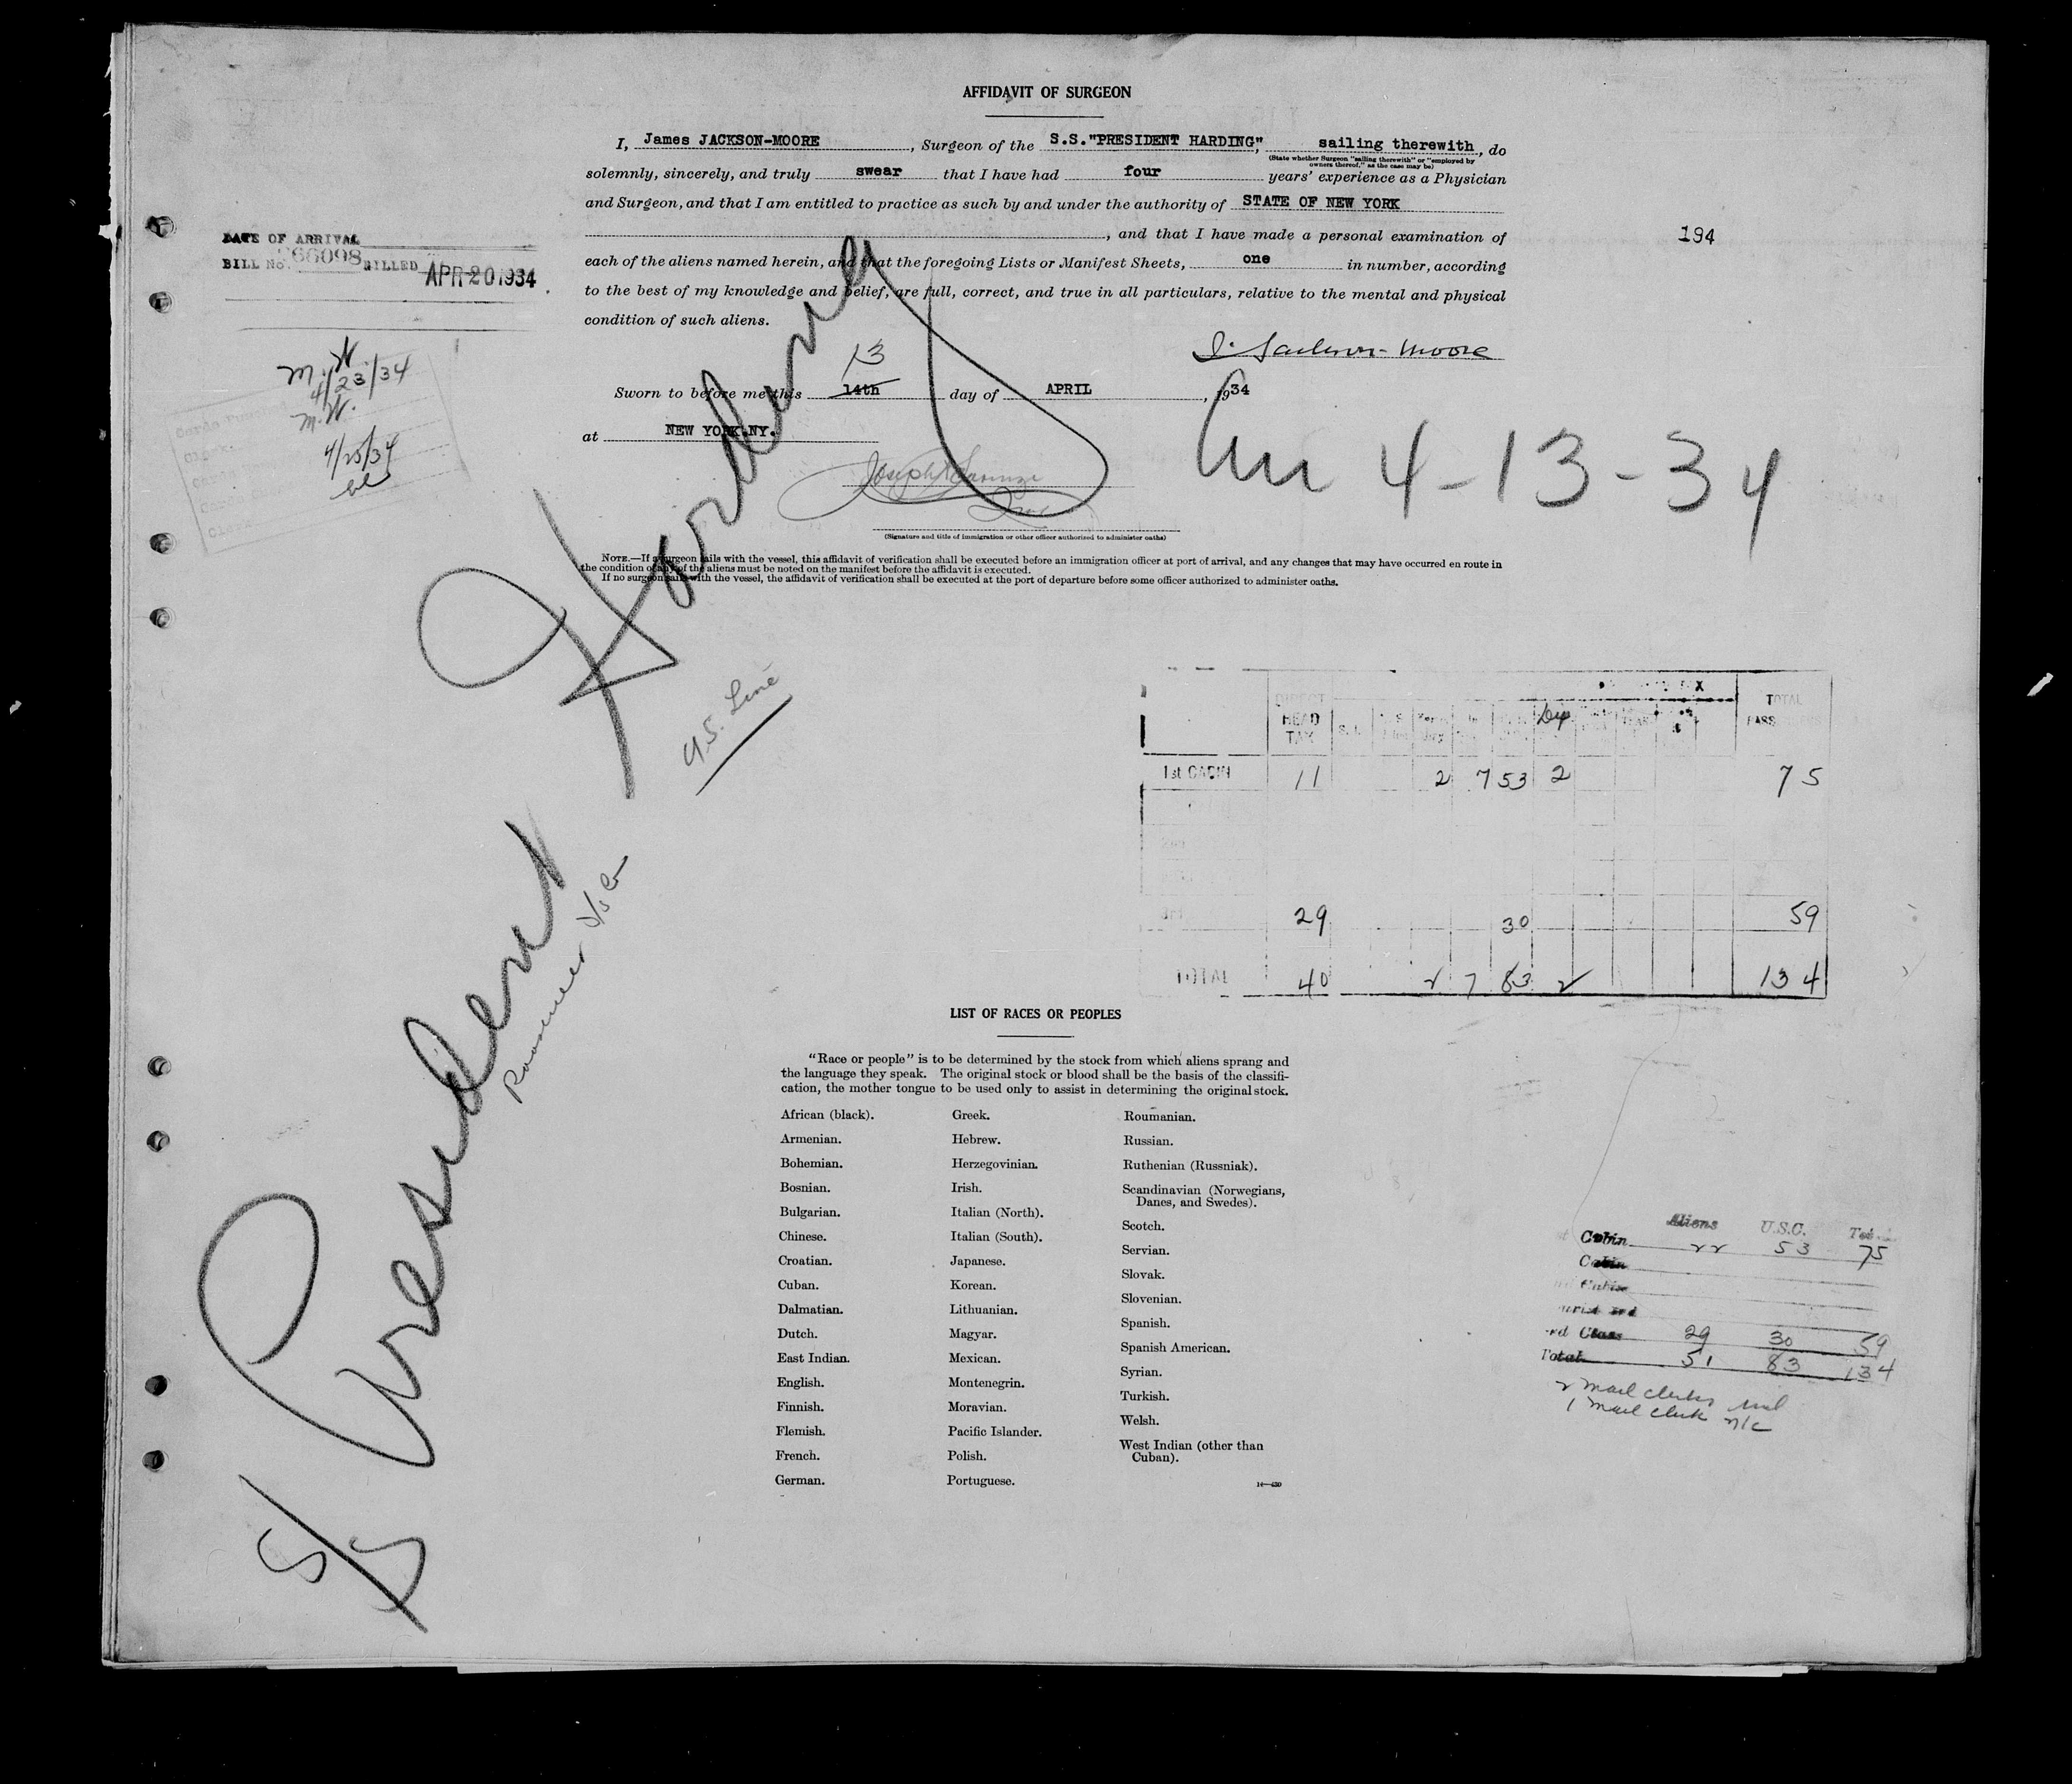 AFFIDAVIT OF SURGEON
I, James JACKSON-MOORE, Surgeon of the S.S."PRESIDENT HARDING", sailing therewith, do
(State whether Surgeon "sailing therewith" or "employed by
owners thereof," as the case may be)
solemnly, sincerely, and truly swear that I have had four years' experience as a Physician
and Surgeon, and that I am entitled to practice as such by and under the authority of STATE OF NEW YORK
, and that I have made a personal examination of
194
each of the aliens named herein, and that the foregoing Lists or Manifest Sheets, one in number, according
to the best of my knowledge and belief, are full, correct, and true in all particulars, relative to the mental and physical
condition of such aliens.
DATE OF ARRIVAL
BILL No. 66098 BILLED APR 20 1934
M.W.
4/23/34
M.W.
4/25/34
J. Jackson-Moore
13
Sworn to before me this 14th day of APRIL, 1934
at NEW YORK.NY.
4-13-34
(Signature and title of immigration or other officer authorized to administer oaths)
NOTE.—If a surgeon sails with the vessel, this affidavit of verification shall be executed before an immigration officer at port of arrival, and any changes that may have occurred en route in
the condition of any of the aliens must be noted on the manifest before the affidavit is executed.
If no surgeon sails with the vessel, the affidavit of verification shall be executed at the port of departure before some officer authorized to administer oaths.
S/S President Harding
U.S. Line
DIRECT HEAD TAX Dip TOTAL PASS
1st CABIN 11 2 7 53 2 75
29 30 59
TOTAL 40 2 7 83 2 134
LIST OF RACES OR PEOPLES
"Race or people" is to be determined by the stock from which aliens sprang and
the language they speak. The original stock or blood shall be the basis of the classifi-
cation, the mother tongue to be used only to assist in determining the original stock.
African (black).
Armenian.
Bohemian.
Bosnian.
Bulgarian.
Chinese.
Croatian.
Cuban.
Dalmatian.
Dutch.
East Indian.
English.
Finnish.
Flemish.
French.
German.
Greek.
Hebrew.
Herzegovinian.
Irish.
Italian (North).
Italian (South).
Japanese.
Korean.
Lithuanian.
Magyar.
Mexican.
Montenegrin.
Moravian.
Pacific Islander.
Polish.
Portuguese.
Roumanian.
Russian.
Ruthenian (Russniak).
Scandinavian (Norwegians,
Danes, and Swedes).
Scotch.
Servian.
Slovak.
Slovenian.
Spanish.
Spanish American.
Syrian.
Turkish.
Welsh.
West Indian (other than
Cuban).
Aliens U.S.C. Tot
Cabin 22 53 75
Cabin
Cabin
rd Class 29 30 59
Total 51 83 134
2 mail clerks
1 mail clerk n/c